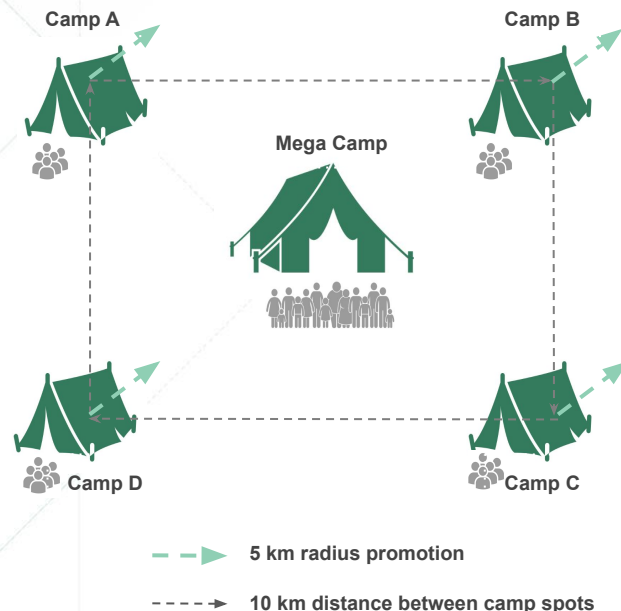 Camp A
Camp B
Mega Camp
Camp D
Camp C
5 km radius promotion
10 km distance between camp spots